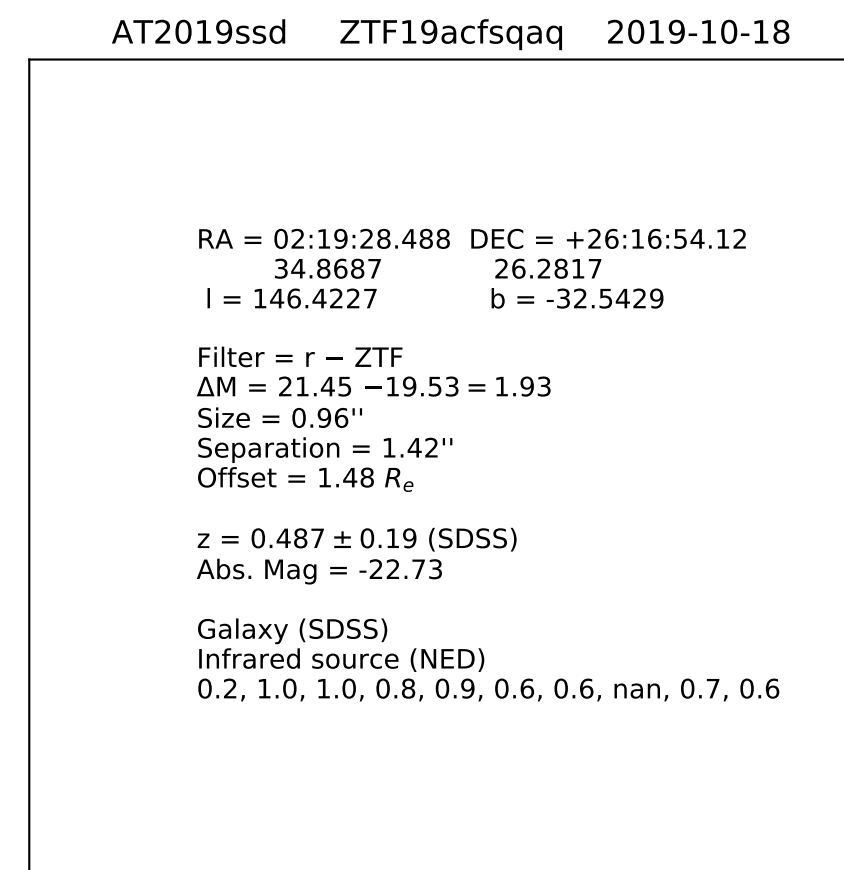 AT2019ssd ZTF19acfsqaq 2019-10-18
RA = 02:19:28.488 DEC = +26:16:54.12
34.8687 26.2817
l = 146.4227 b = -32.5429
Filter = r − ZTF
ΔM = 21.45 −19.53 = 1.93
Size = 0.96''
Separation = 1.42''
Offset = 1.48 Rₑ
z = 0.487 ± 0.19 (SDSS)
Abs. Mag = -22.73
Galaxy (SDSS)
Infrared source (NED)
0.2, 1.0, 1.0, 0.8, 0.9, 0.6, 0.6, nan, 0.7, 0.6